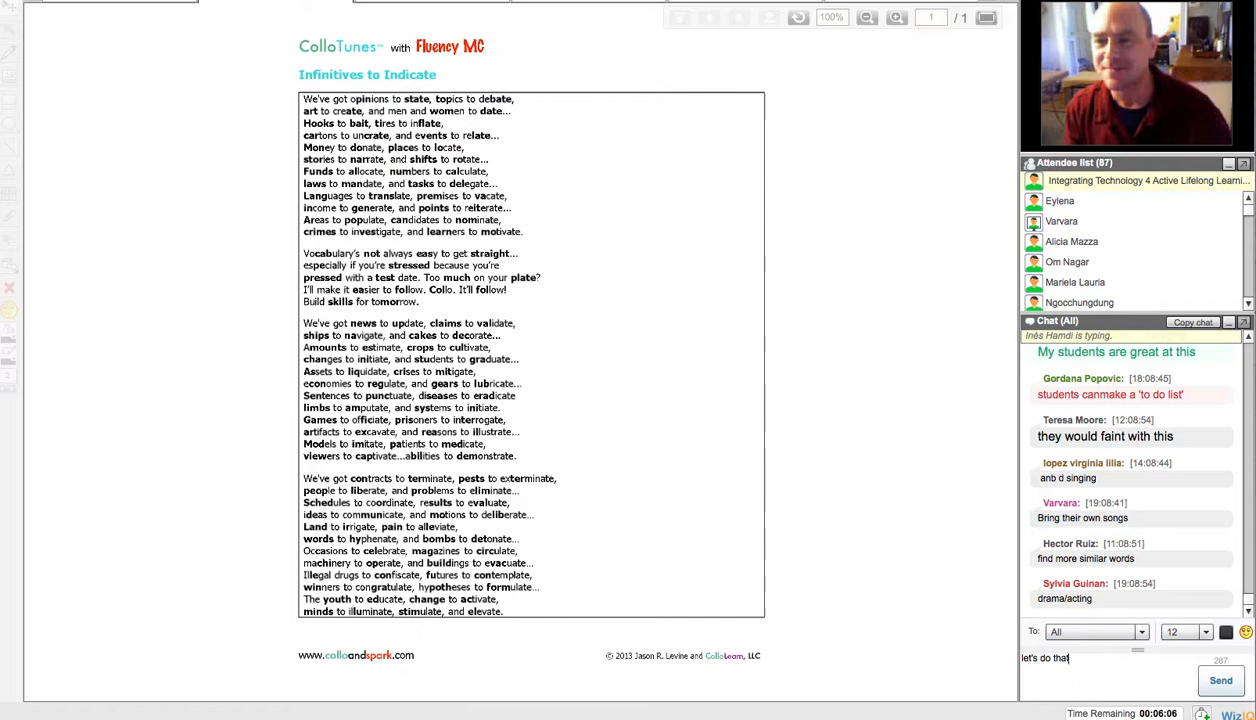 100%
1
/ 1
ColloTunes™ with Fluency MC
Infinitives to Indicate
We've got opinions to state, topics to debate,
art to create, and men and women to date...
Hooks to bait, tires to inflate,
cartons to uncrate, and events to relate...
Money to donate, places to locate,
stories to narrate, and shifts to rotate...
Funds to allocate, numbers to calculate,
laws to mandate, and tasks to delegate...
Languages to translate, premises to vacate,
income to generate, and points to reiterate...
Areas to populate, candidates to nominate,
crimes to investigate, and learners to motivate.
Vocabulary's not always easy to get straight...
especially if you're stressed because you're
pressed with a test date. Too much on your plate?
I'll make it easier to follow. Collo. It'll follow!
Build skills for tomorrow.
We've got news to update, claims to validate,
ships to navigate, and cakes to decorate...
Amounts to estimate, crops to cultivate,
changes to initiate, and students to graduate...
Assets to liquidate, crises to mitigate,
economies to regulate, and gears to lubricate...
Sentences to punctuate, diseases to eradicate
limbs to amputate, and systems to initiate.
Games to officiate, prisoners to interrogate,
artifacts to excavate, and reasons to illustrate...
Models to imitate, patients to medicate,
viewers to captivate...abilities to demonstrate.
We've got contracts to terminate, pests to exterminate,
people to liberate, and problems to eliminate...
Schedules to coordinate, results to evaluate,
ideas to communicate, and motions to deliberate...
Land to irrigate, pain to alleviate,
words to hyphenate, and bombs to detonate...
Occasions to celebrate, magazines to circulate,
machinery to operate, and buildings to evacuate...
Illegal drugs to confiscate, futures to contemplate,
winners to congratulate, hypotheses to formulate...
The youth to educate, change to activate,
minds to illuminate, stimulate, and elevate.
www.colloandspark.com
© 2013 Jason R. Levine and ColloLearn, LLC
Attendee list (87)
Integrating Technology 4 Active Lifelong Learni...
Eylena
Varvara
Alicia Mazza
Om Nagar
Mariela Lauria
Ngocchungdung
Chat (All)
Copy chat
Inês Hamdi is typing.
My students are great at this
Gordana Popovic: [18:08:45]
students canmake a 'to do list'
Teresa Moore: [12:08:54]
they would faint with this
lopez virginia lilia: [14:08:44]
anb d singing
Varvara: [19:08:41]
Bring their own songs
Hector Ruiz: [11:08:51]
find more similar words
Sylvia Guinan: [19:08:54]
drama/acting
To: All 12
let's do that
287
Send
Time Remaining 00:06:06
WizIQ